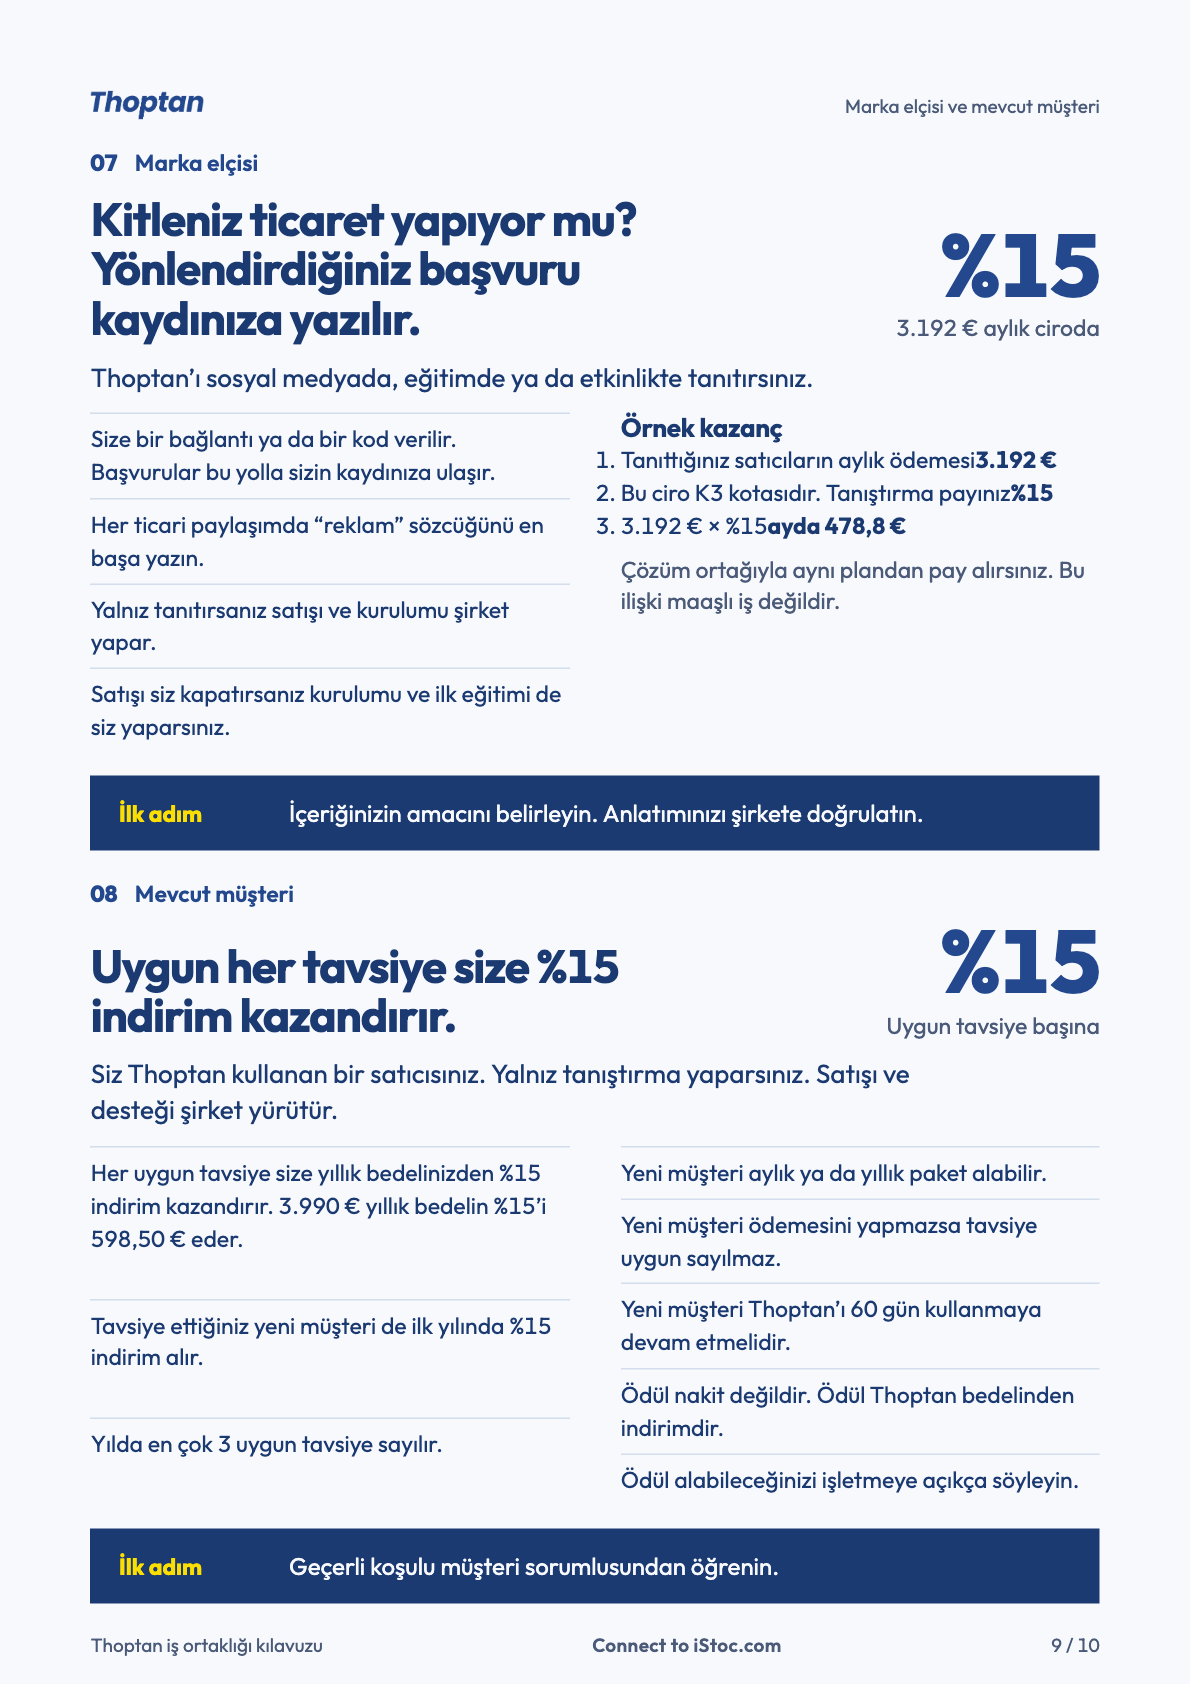 Thoptan
Marka elçisi ve mevcut müşteri
07 Marka elçisi
Kitleniz ticaret yapıyor mu?
Yönlendirdiğiniz başvuru
kaydınıza yazılır.
%15
3.192 € aylık ciroda
Thoptan’ı sosyal medyada, eğitimde ya da etkinlikte tanıtırsınız.
Size bir bağlantı ya da bir kod verilir.
Başvurular bu yolla sizin kaydınıza ulaşır.
Her ticari paylaşımda “reklam” sözcüğünü en
başa yazın.
Yalnız tanıtırsanız satışı ve kurulumu şirket
yapar.
Satışı siz kapatırsanız kurulumu ve ilk eğitimi de
siz yaparsınız.
Örnek kazanç
1. Tanıttığınız satıcıların aylık ödemesi3.192 €
2. Bu ciro K3 kotasıdır. Tanıştırma payınız%15
3. 3.192 € × %15ayda 478,8 €
Çözüm ortağıyla aynı plandan pay alırsınız. Bu
ilişki maaşlı iş değildir.
İlk adım
İçeriğinizin amacını belirleyin. Anlatımınızı şirkete doğrulatın.
08 Mevcut müşteri
Uygun her tavsiye size %15
indirim kazandırır.
%15
Uygun tavsiye başına
Siz Thoptan kullanan bir satıcısınız. Yalnız tanıştırma yaparsınız. Satışı ve
desteği şirket yürütür.
Her uygun tavsiye size yıllık bedelinizden %15
indirim kazandırır. 3.990 € yıllık bedelin %15’i
598,50 € eder.
Tavsiye ettiğiniz yeni müşteri de ilk yılında %15
indirim alır.
Yılda en çok 3 uygun tavsiye sayılır.
Yeni müşteri aylık ya da yıllık paket alabilir.
Yeni müşteri ödemesini yapmazsa tavsiye
uygun sayılmaz.
Yeni müşteri Thoptan’ı 60 gün kullanmaya
devam etmelidir.
Ödül nakit değildir. Ödül Thoptan bedelinden
indirimdir.
Ödül alabileceğinizi işletmeye açıkça söyleyin.
İlk adım
Geçerli koşulu müşteri sorumlusundan öğrenin.
Thoptan iş ortaklığı kılavuzu
Connect to iStoc.com
9 / 10